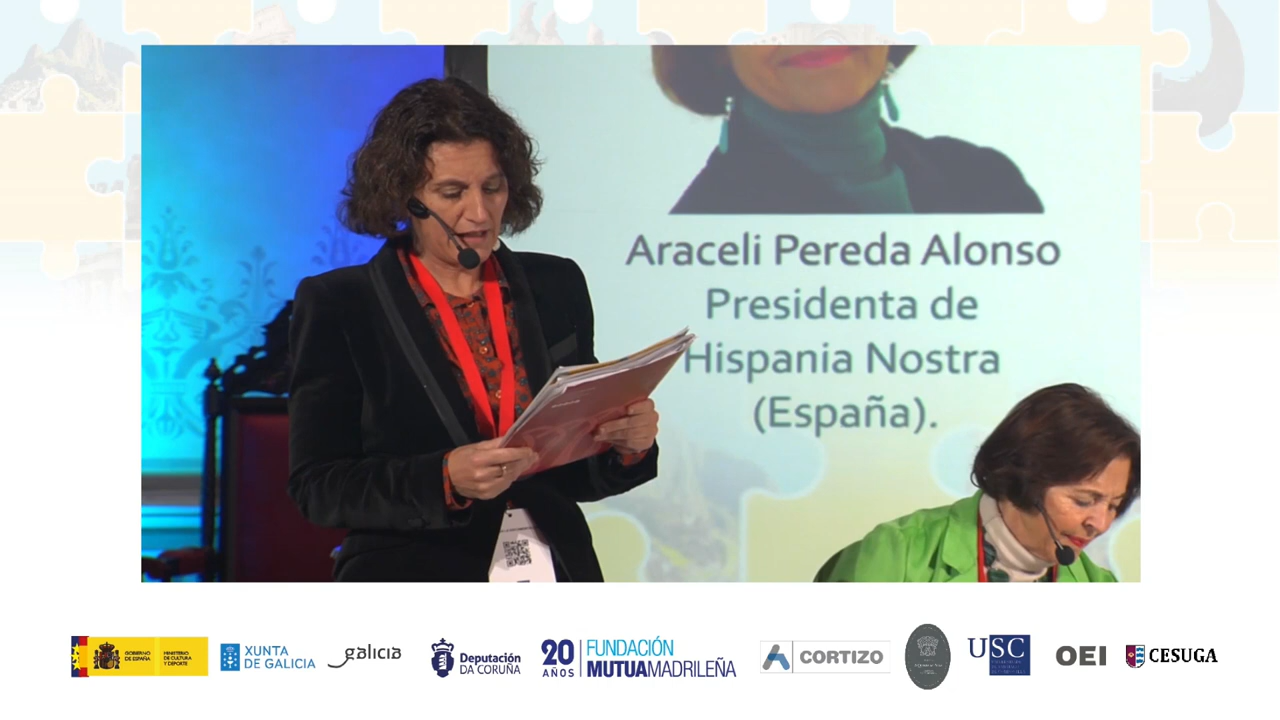 Araceli Pereda Alonso
Presidenta de
Hispania Nostra
(España).
GOBIERNO
DE ESPAÑA
MINISTERIO
DE CULTURA
Y DEPORTE
XUNTA
DE GALICIA
galicia
Deputación
DA CORUÑA
20
AÑOS
FUNDACIÓN
MUTUAMADRILEÑA
CORTIZO
USC
OEI
CESUGA